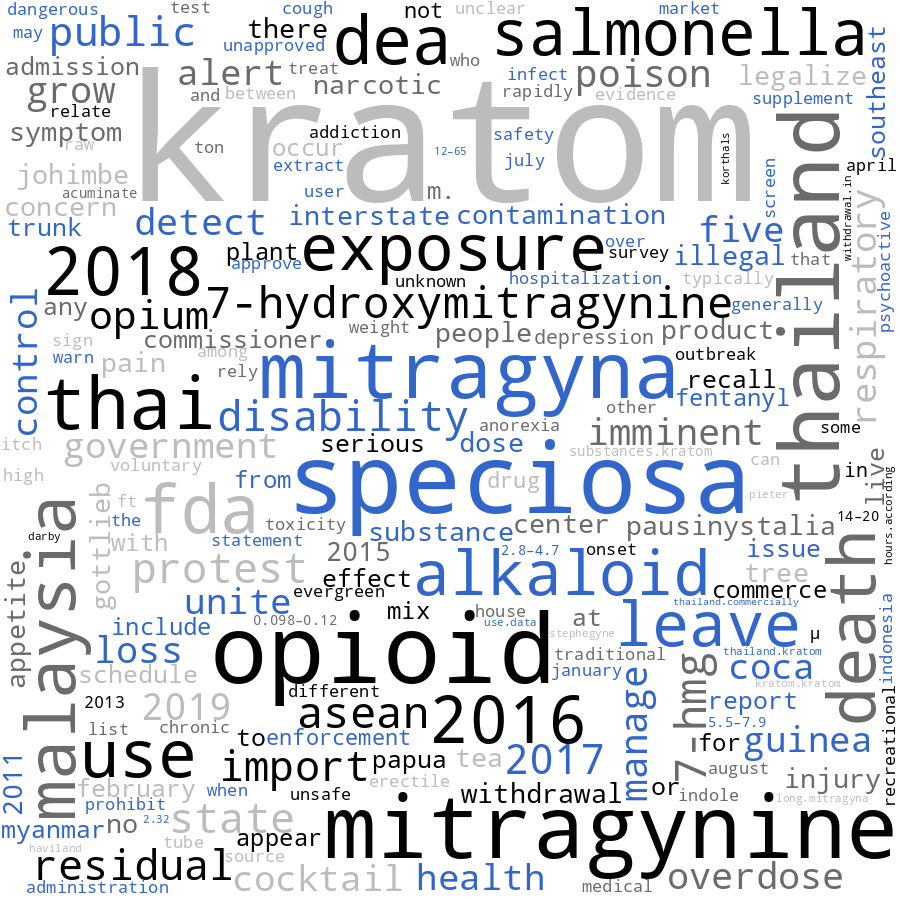 dangerous
test
cough
unclear
market
may
public
there
unapproved
dea
not
who
salmonella
southeast
admission
alert
treat
narcotic
infect
rapidly
poison
legalize
grow
and
between
evidence
supplement
relate
kratom
symptom
raw
ton
addiction
occur
extract
12–65
safety
july
korthals
thailand
april
johimbe
acuminate
user
m.
screen
withdrawal.in
respiratory
psychoactive
concern
trunk
detect
interstate
contamination
five
2018
plant
approve
exposure
over
survey
illegal
that
unknown
hospitalization
typically
any
opium
7-hydroxymitragynine
generally
control
commissioner
weight
people
depression
product
sign
warn
pain
among
rely
mitragyna
outbreak
recall
fentanyl
thai
disability
anorexia
other
imminent
some
itch
government
serious
dose
substances.kratom
can
in
live
high
voluntary
from
speciosa
drug
pieter
hours.according
malaysia
gottlieb
ft
fda
the
toxicity
substance
center
pausinystalia
14–20
darby
with
statement
2015
2.8–4.7
onset
issue
death
appetite
protest
effect
alkaloid
tree
evergreen
commerce
unite
mix
house
at
thailand.commercially
indonesia
include
0.098–0.12
use.data
stephegyne
leave
µ
loss
opioid
traditional
thailand.kratom
schedule
january
manage
7-hmg
coca
kratom.kratom
2013
2019
different
asean
2016
report
recreational
list
chronic
to
enforcement
5.5–7.9
for
guinea
2011
use
import
papua
tea
2017
august
injury
february
when
erectile
prohibit
unsafe
withdrawal
or
indole
long.mitragyna
myanmar
no
2.32
state
appear
mitragynine
haviland
tube
residual
source
cocktail
health
medical
overdose
administration